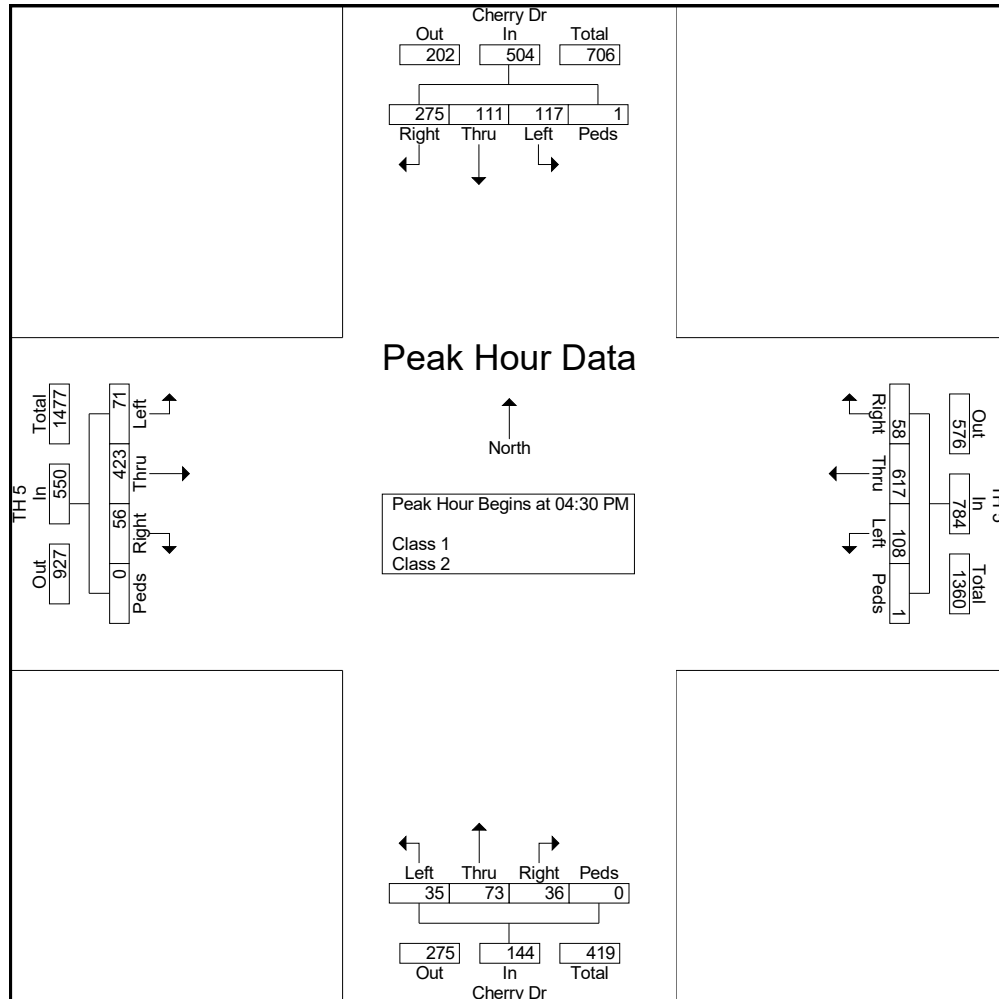 Cherry Dr
Out In Total
202 504 706
275 111 117 1
Right Thru Left Peds
Peak Hour Data
North
Peak Hour Begins at 04:30 PM
Class 1
Class 2
TH 5
Total In Out
1477 550 927
71 423 56 0
Left Thru Right Peds
Right Thru Left Peds
58 617 108 1
Out In Total
576 784 1360
TH 5
Left Thru Right Peds
35 73 36 0
275 144 419
Out In Total
Cherry Dr